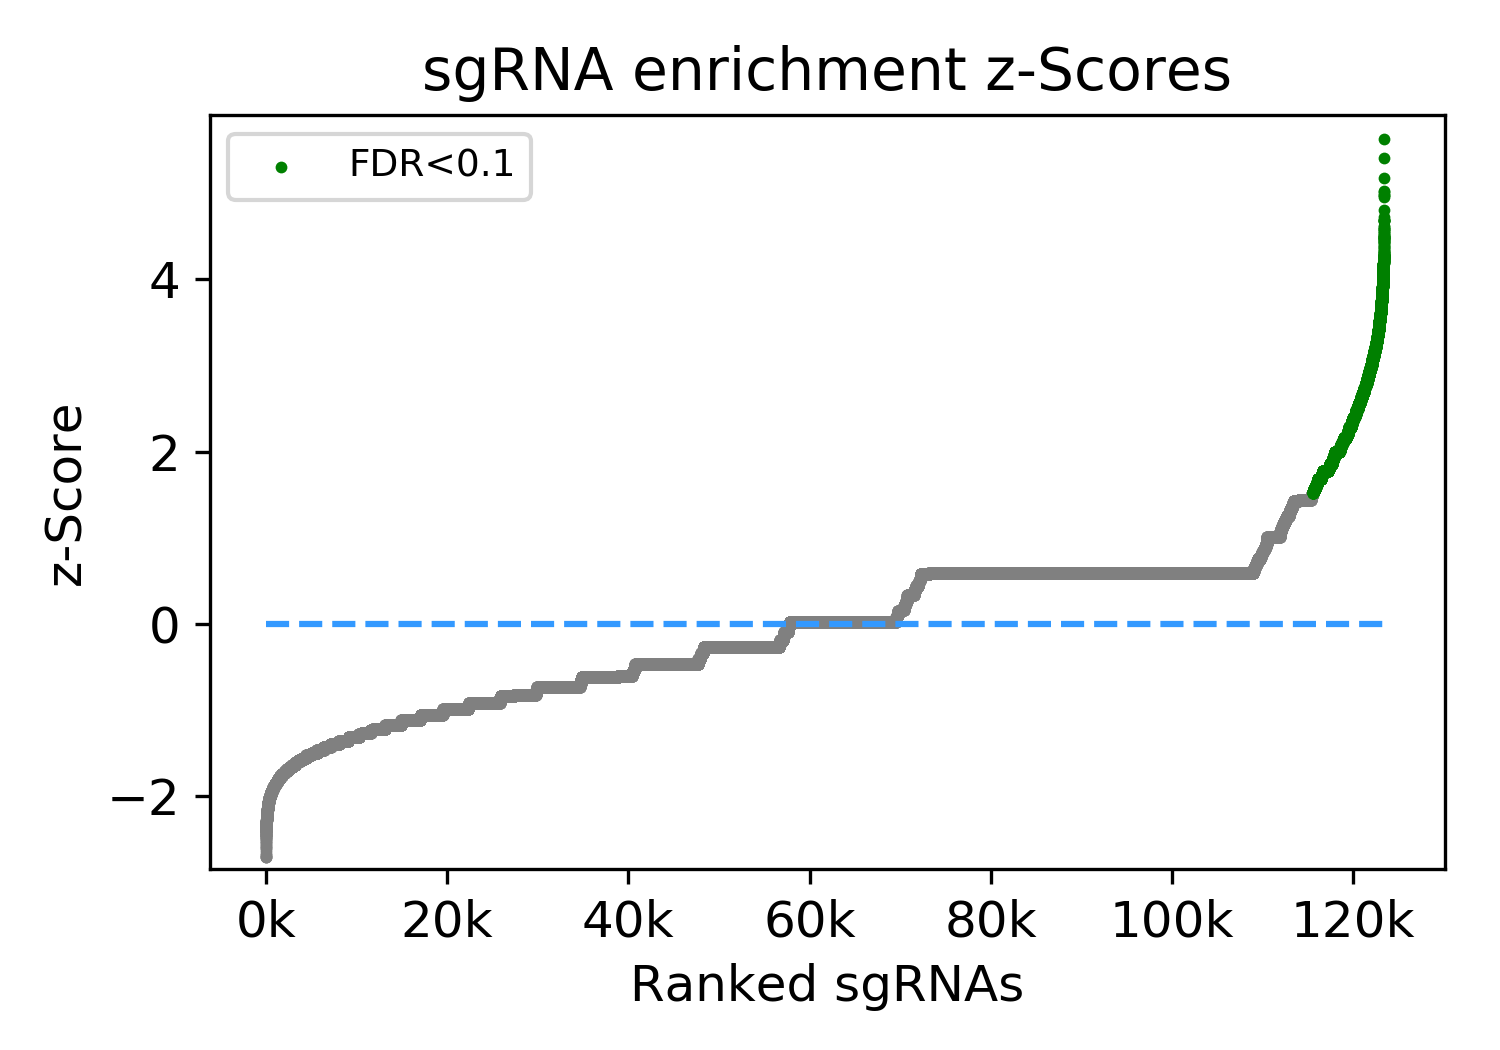 sgRNA enrichment z-Scores
FDR<0.1
z-Score
4
2
0
−2
0k 20k 40k 60k 80k 100k 120k
Ranked sgRNAs